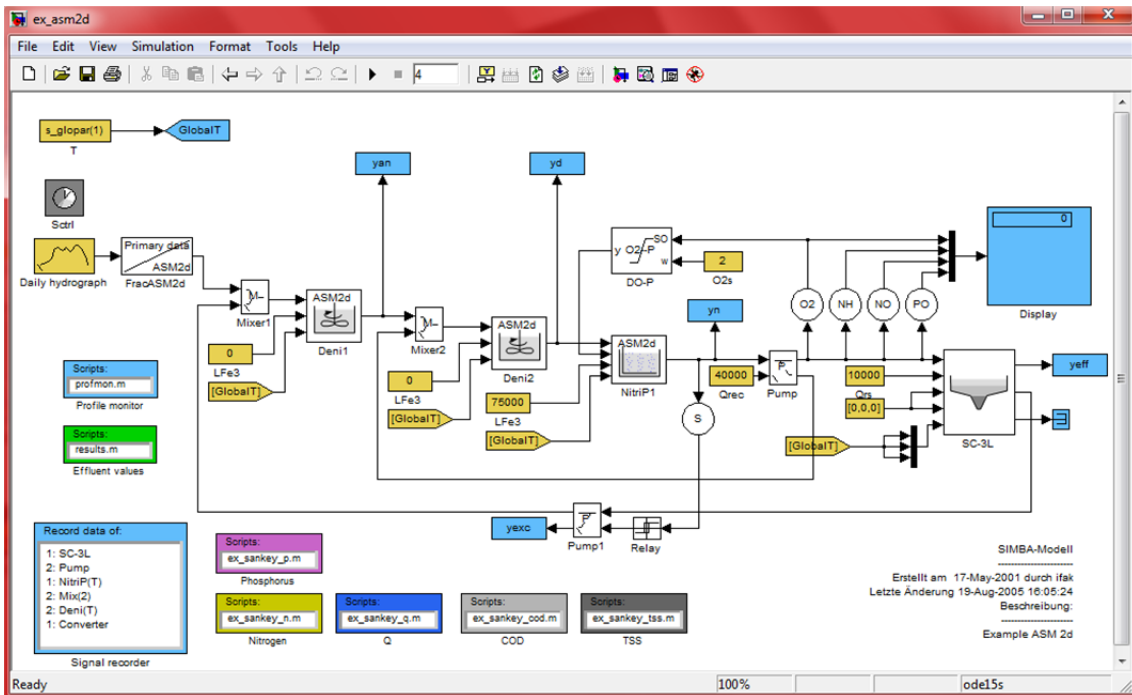 ex_asm2d
File Edit View Simulation Format Tools Help
4
s_glopar(1)
T
GlobalT
Sctrl
Daily hydrograph
Primary data
ASM2d
FracASM2d
M
Mixer1
ASM2d
Deni1
0
LFe3
[GlobalT]
yan
M
Mixer2
ASM2d
Deni2
0
LFe3
[GlobalT]
yd
y O2-P SO
w
DO-P
2
O2s
ASM2d
NitriP1
75000
LFe3
[GlobalT]
yn
40000
Qrec
P
Pump
O2
NH
NO
PO
0
Display
10000
Qrs
[0,0,0]
[GlobalT]
SC-3L
yeff
S
yexc
P
Pump1
Relay
Scripts:
profmon.m
Profile monitor
Scripts:
results.m
Effluent values
Record data of:
1: SC-3L
2: Pump
1: NitriP(T)
2: Mix(2)
2: Deni(T)
1: Converter
Signal recorder
Scripts:
ex_sankey_p.m
Phosphorus
Scripts:
ex_sankey_n.m
Nitrogen
Scripts:
ex_sankey_q.m
Q
Scripts:
ex_sankey_cod.m
COD
Scripts:
ex_sankey_tss.m
TSS
SIMBA-Modell
----------------------
Erstellt am 17-May-2001 durch ifak
Letzte Änderung 19-Aug-2005 16:05:24
Beschreibung:
----------------------
Example ASM 2d
Ready 100% ode15s